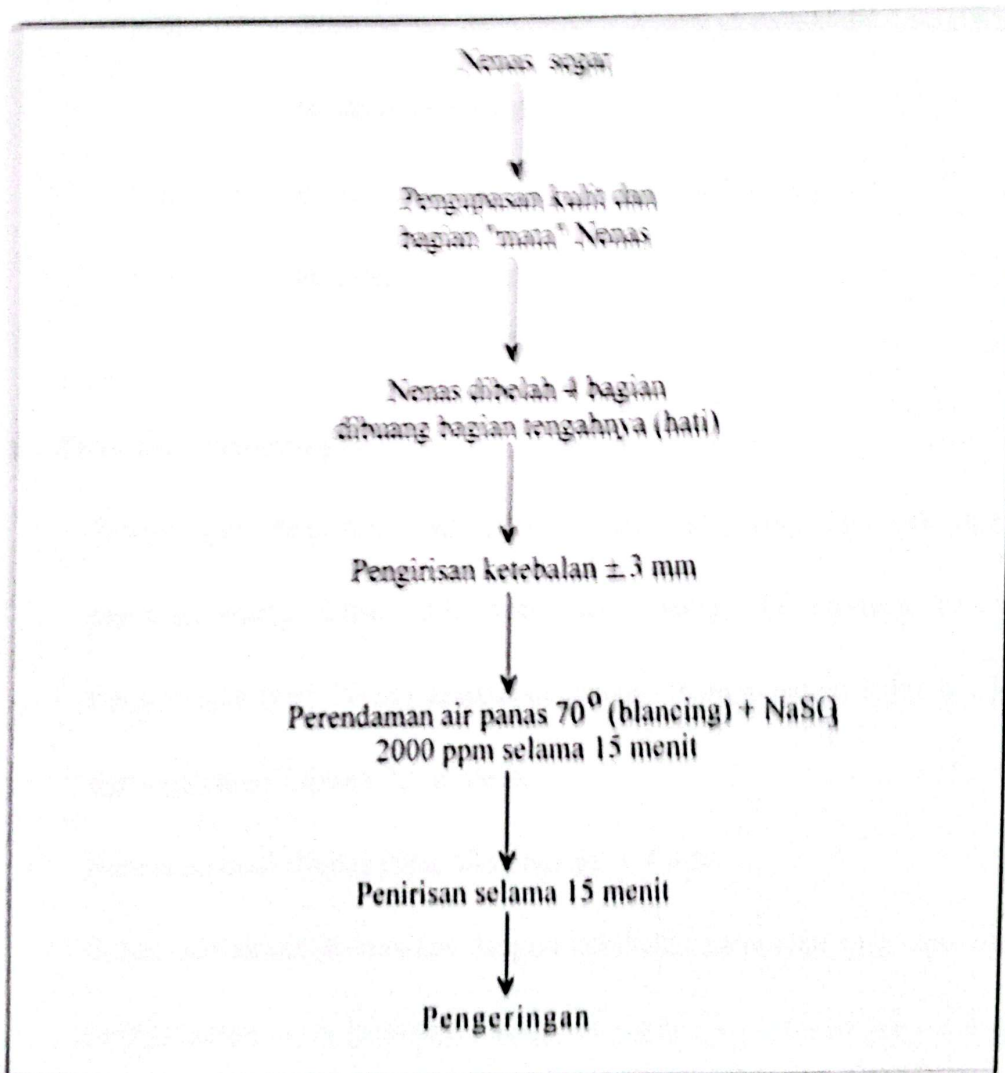 Nenas segar
Pengupasan kulit dan
bagian "mata" Nenas
Nenas dibelah 4 bagian
dibuang bagian tengahnya (hati)
Pengirisan ketebalan ± 3 mm
Perendaman air panas 70⁰ (blancing) + NaSO₃
2000 ppm selama 15 menit
Penirisan selama 15 menit
Pengeringan